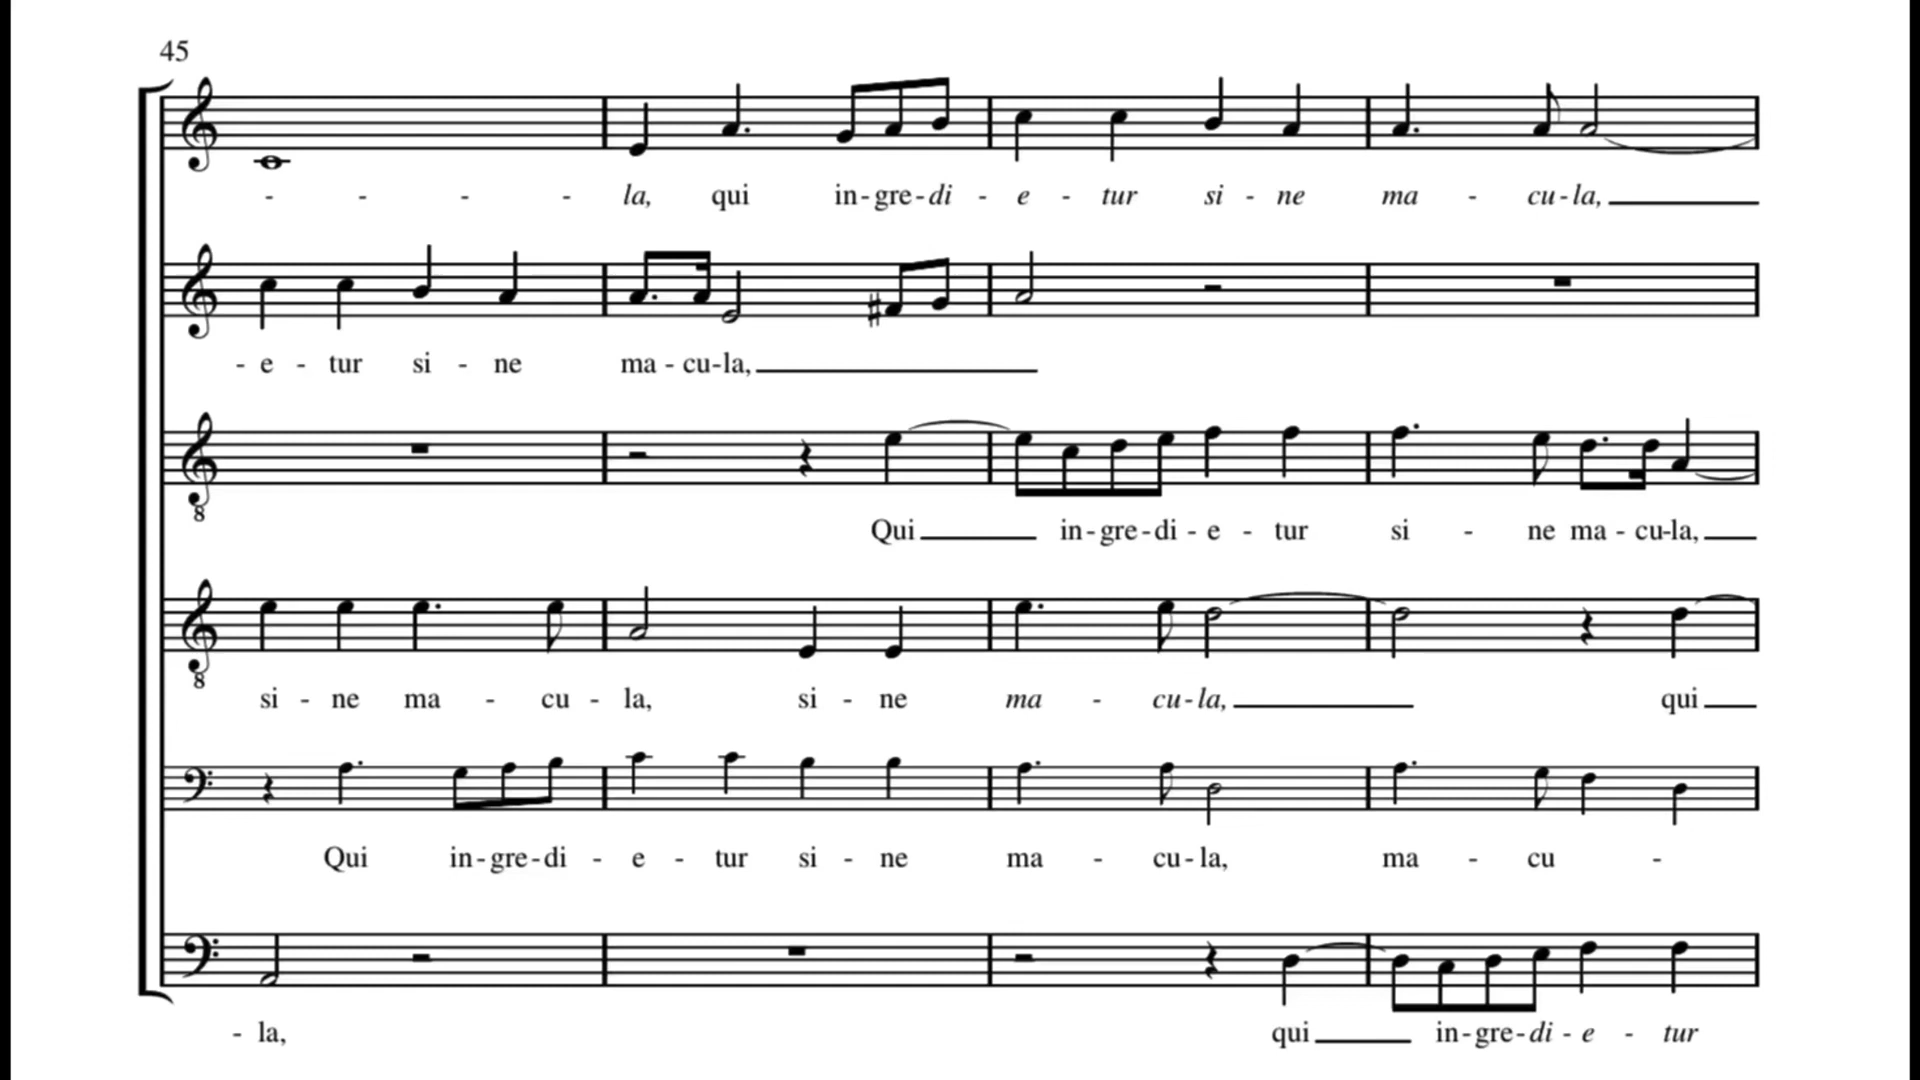 45
- - - - la, qui in-gre-di - e - tur si - ne ma - cu-la,
- e - tur si - ne ma - cu-la,
8
Qui in-gre-di - e - tur si - ne ma - cu-la,
8
si - ne ma - cu - la, si - ne ma - cu-la, qui
Qui in-gre-di - e - tur si - ne ma - cu-la, ma - cu -
- la, qui in-gre-di - e - tur